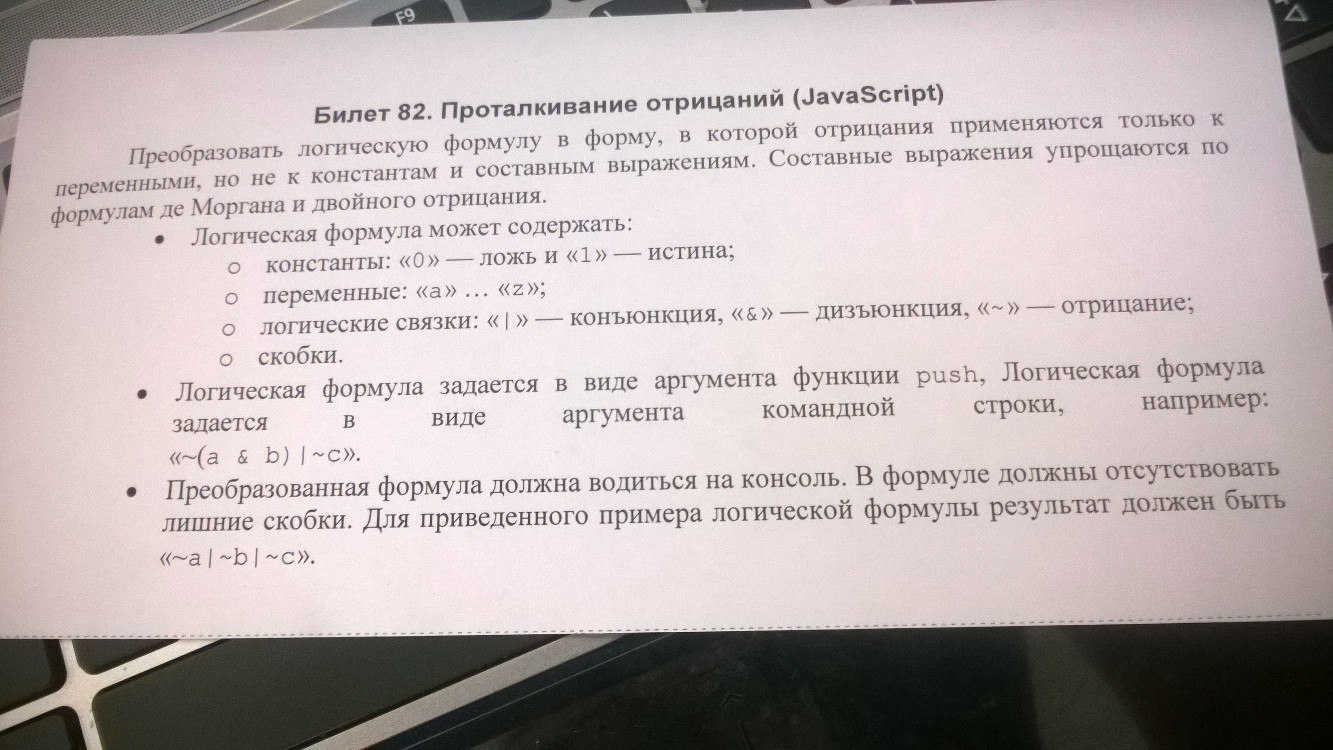 F9
Билет 82. Проталкивание отрицаний (JavaScript)
Преобразовать логическую формулу в форму, в которой отрицания применяются только к
переменными, но не к константам и составным выражениям. Составные выражения упрощаются по
формулам де Моргана и двойного отрицания.
• Логическая формула может содержать:
○ константы: «0» — ложь и «1» — истина;
○ переменные: «a» … «z»;
○ логические связки: «|» — конъюнкция, «&» — дизъюнкция, «~» — отрицание;
○ скобки.
• Логическая формула задается в виде аргумента функции push, Логическая формула
задается в виде аргумента командной строки, например:
«~(a & b)|~c».
• Преобразованная формула должна водиться на консоль. В формуле должны отсутствовать
лишние скобки. Для приведенного примера логической формулы результат должен быть
«~a|~b|~c».